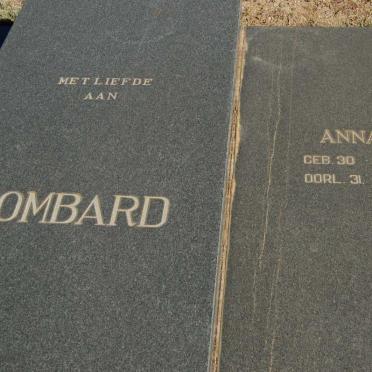 MET LIEFDE
AAN
OMBARD
ANNA
GEB. 30
OORL. 31.